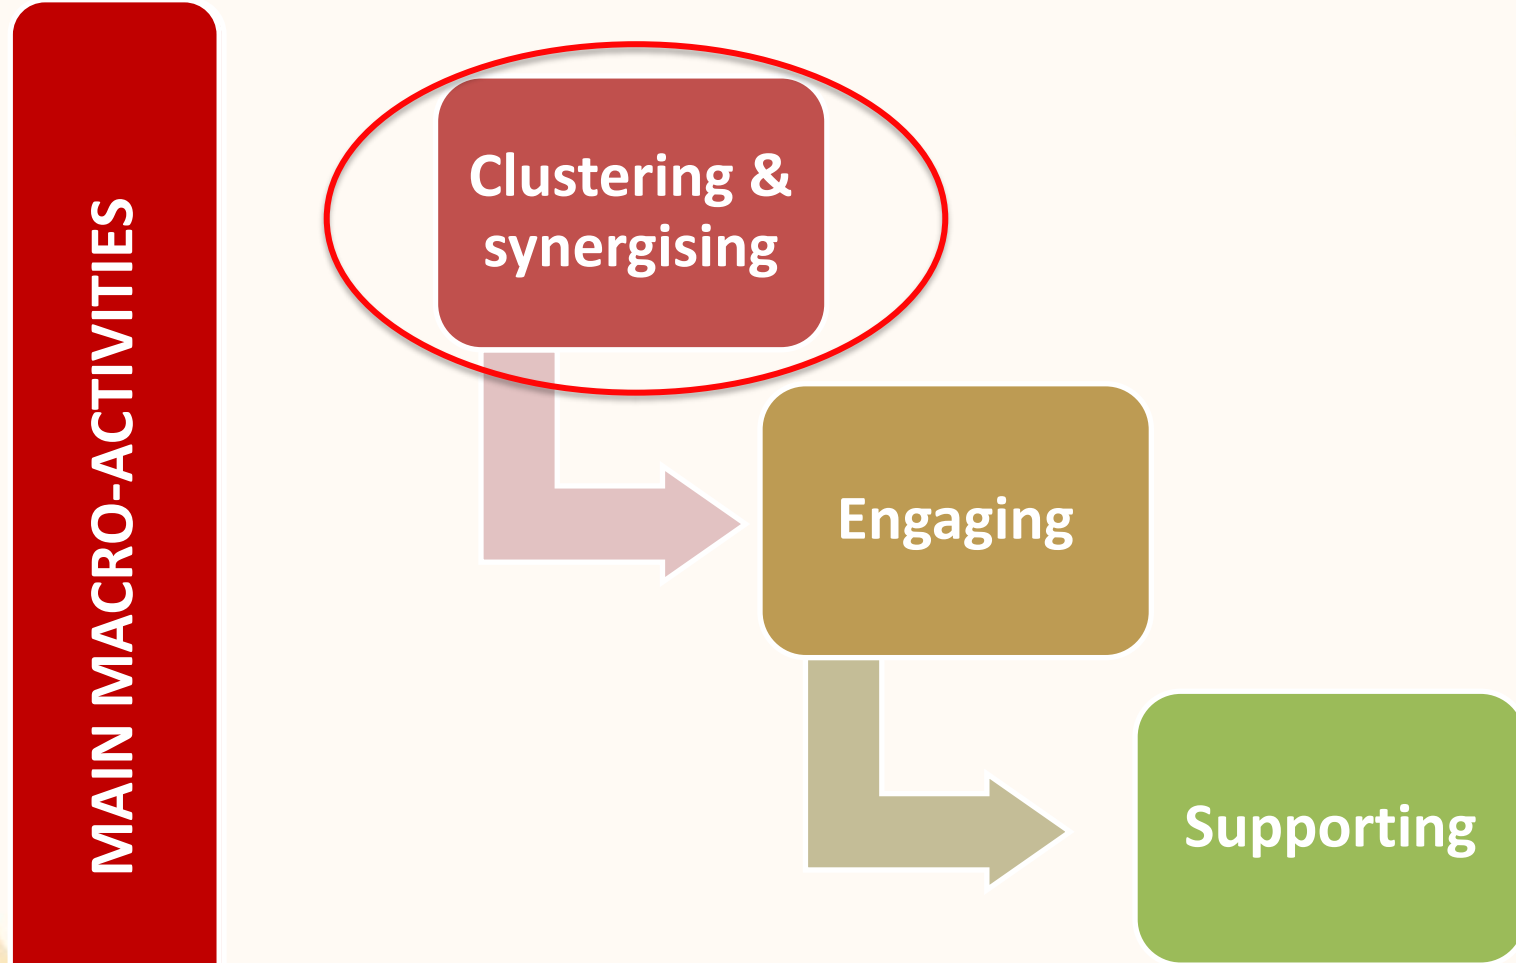 MAIN MACRO-ACTIVITIES
Clustering &
synergising
Engaging
Supporting